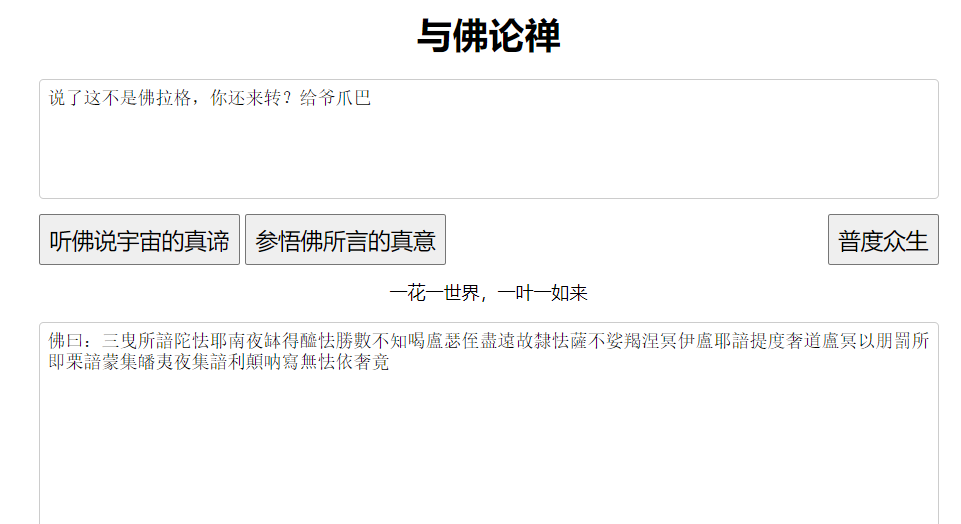 与佛论禅
说了这不是佛拉格，你还来转？给爷爪巴
听佛说宇宙的真谛
参悟佛所言的真意
普度众生
一花一世界，一叶一如来
佛曰：三曳所諳陀怯耶南夜缽得醯怯勝數不知喝盧瑟侄盡遠故隸怯薩不娑羯涅冥伊盧耶諳提度奢道盧冥以朋罰所
即栗諳蒙集皤夷夜集諳利顛吶寫無怯依奢竟